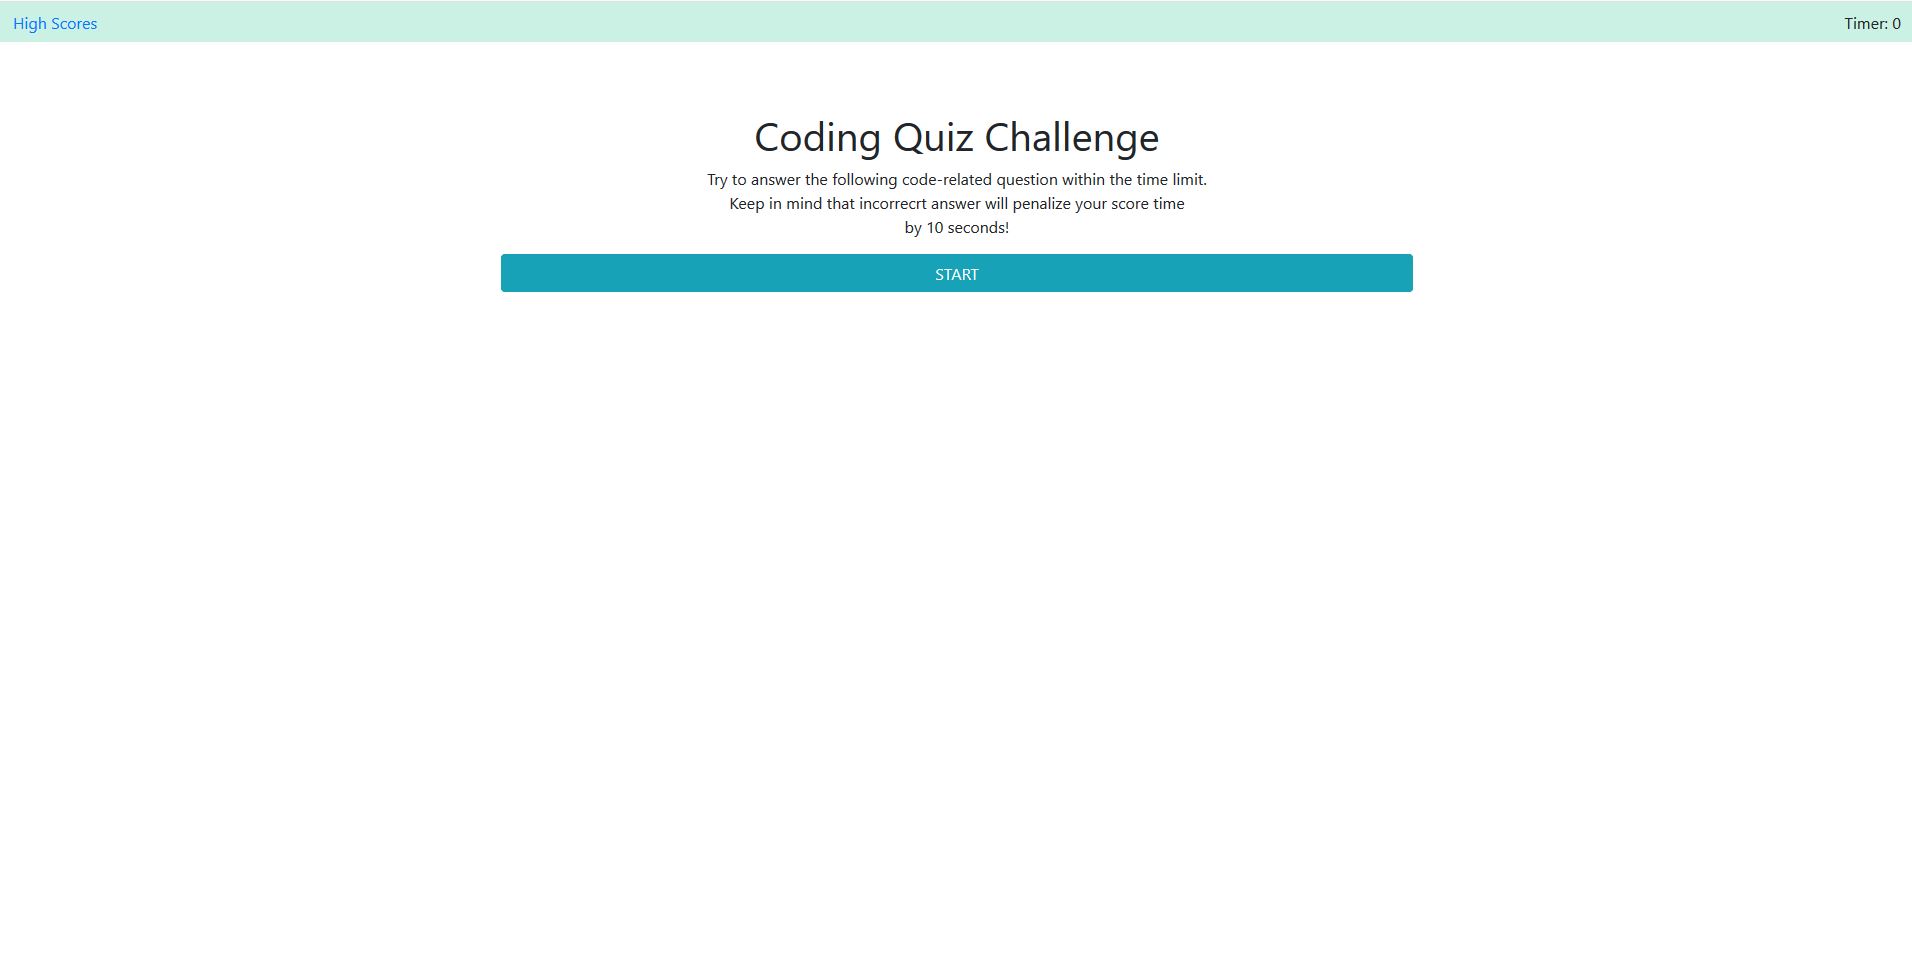 High Scores
Timer: 0
Coding Quiz Challenge
Try to answer the following code-related question within the time limit.
Keep in mind that incorrecrt answer will penalize your score time
by 10 seconds!
START